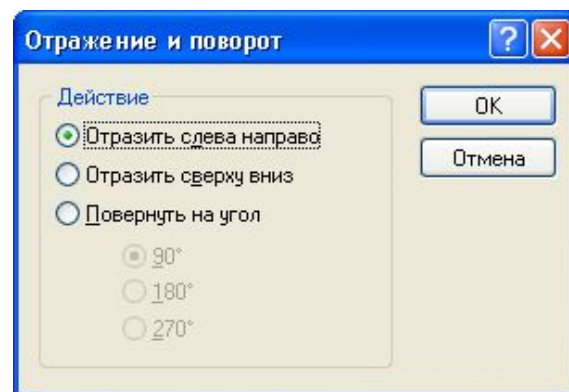 Отражение и поворот
Действие
Отразить слева направо
Отразить сверху вниз
Повернуть на угол
90°
180°
270°
OK
Отмена